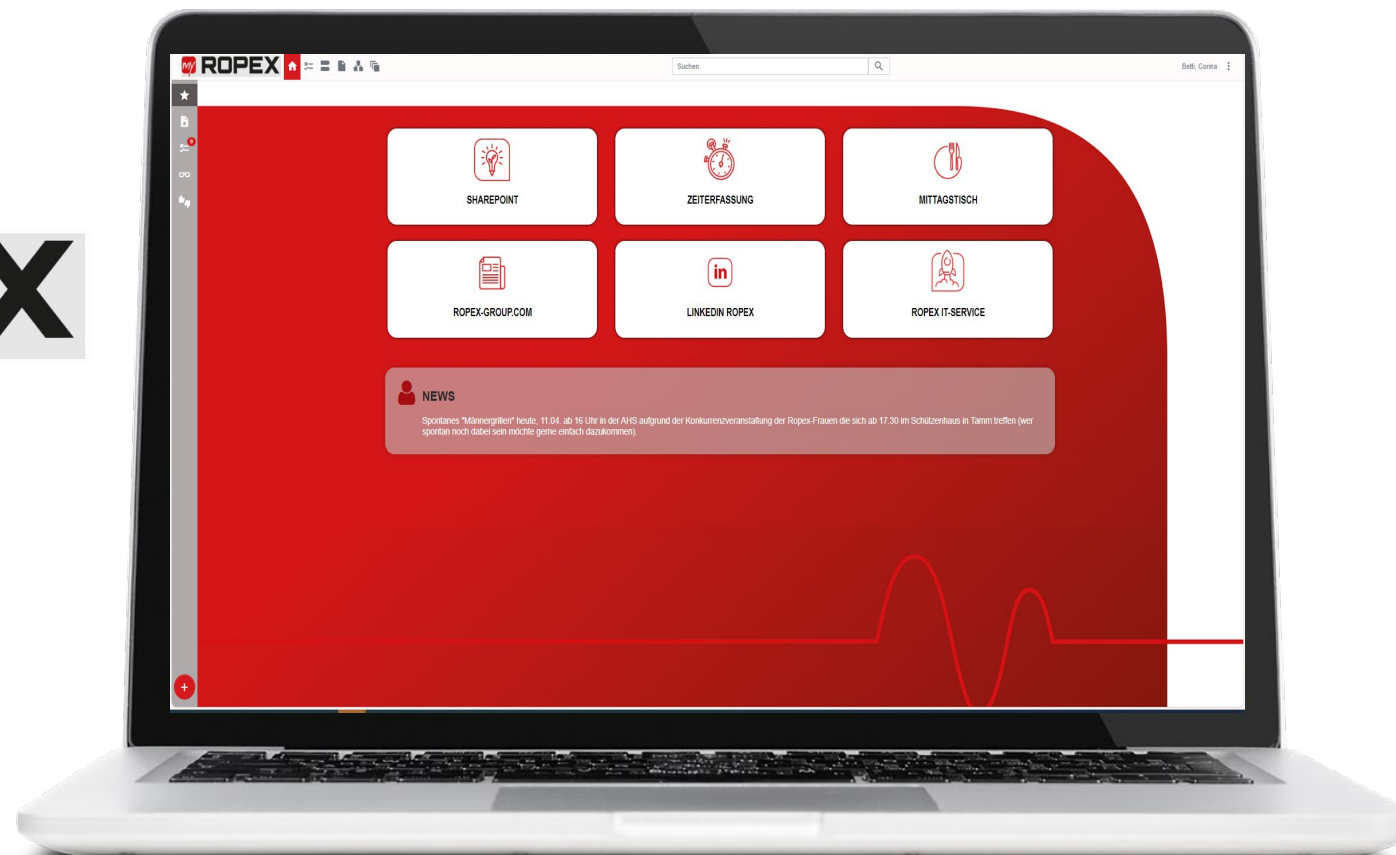 X
my ROPEX
Suchen
Betti, Corina
SHAREPOINT
ZEITERFASSUNG
MITTAGSTISCH
ROPEX-GROUP.COM
in
LINKEDIN ROPEX
ROPEX IT-SERVICE
NEWS
Spontanes "Männergrillen" heute, 11.04. ab 16 Uhr in der AHS aufgrund der Konkurrenzveranstaltung der Ropex-Frauen die sich ab 17.30 im Schützenhaus in Tamm treffen (wer
spontan noch dabei sein möchte gerne einfach dazukommen).